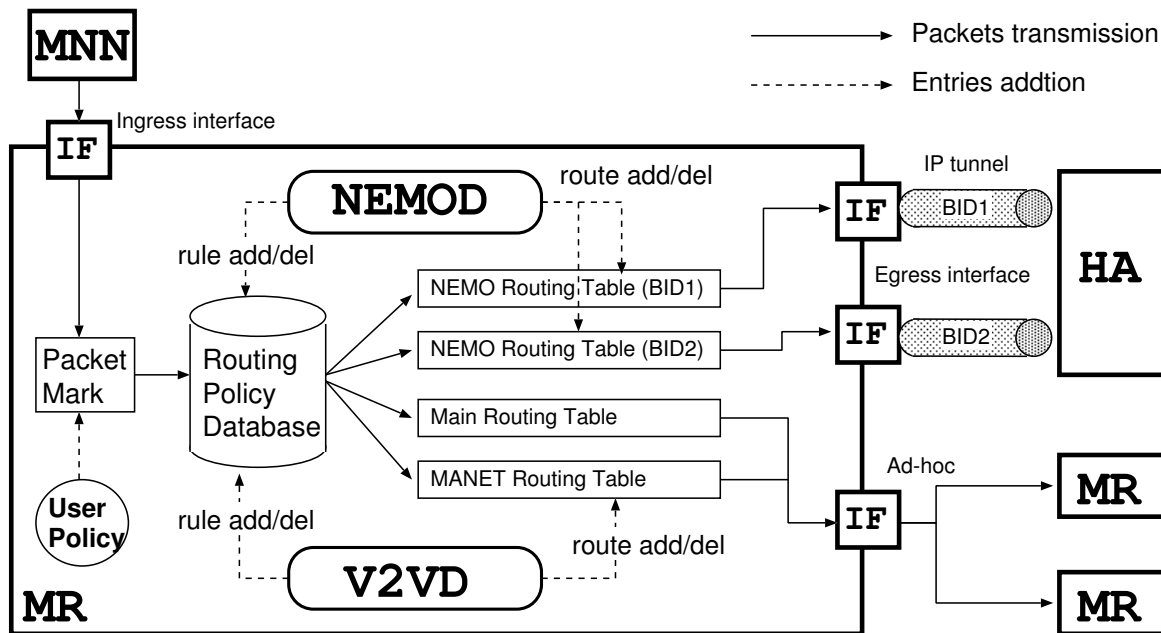 MNN
Packets transmission
Entries addtion
Ingress interface
IF
NEMOD
route add/del
rule add/del
IP tunnel
IF
BID1
HA
NEMO Routing Table (BID1)
Egress interface
NEMO Routing Table (BID2)
IF
BID2
Packet
Mark
Routing
Policy
Database
Main Routing Table
MANET Routing Table
Ad-hoc
MR
User
Policy
rule add/del
route add/del
IF
V2VD
MR
MR